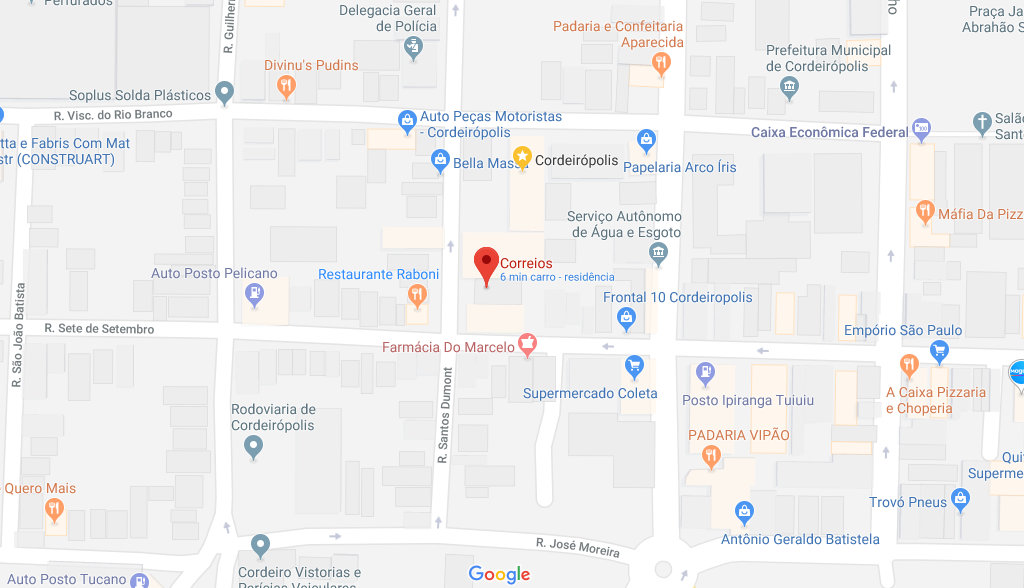 Perfurados
R. Guilher
Delegacia Geral
de Polícia
Padaria e Confeitaria
Aparecida
ho
Praça Ja
Abrahão S
Prefeitura Municipal
de Cordeirópolis
Divinu's Pudins
Soplus Solda Plásticos
R. Visc. do Rio Branco
Auto Peças Motoristas
- Cordeirópolis
Caixa Econômica Federal
Salão
Sant
tta e Fabris Com Mat
str (CONSTRUART)
Bella Massa
Cordeirópolis
Papelaria Arco Íris
Máfia Da Pizz
Serviço Autônomo
de Água e Esgoto
Correios
6 min carro - residência
Auto Posto Pelicano
Restaurante Raboni
Frontal 10 Cordeiropolis
R. São João Batista
R. Sete de Setembro
Farmácia Do Marcelo
Empório São Paulo
R. Santos Dumont
Supermercado Coleta
Posto Ipiranga Tuiuiu
A Caixa Pizzaria
e Choperia
Rodoviaria de
Cordeirópolis
PADARIA VIPÃO
Quit
Superme
Quero Mais
Trovó Pneus
Antônio Geraldo Batistela
R. José Moreira
Auto Posto Tucano
Cordeiro Vistorias e
Perícias Veiculares
Google